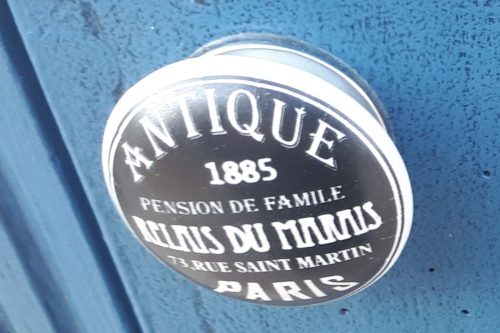 ANTIQUE
1885
PENSION DE FAMILE
RELAIS DU MARAIS
73, RUE SAINT MARTIN
PARIS